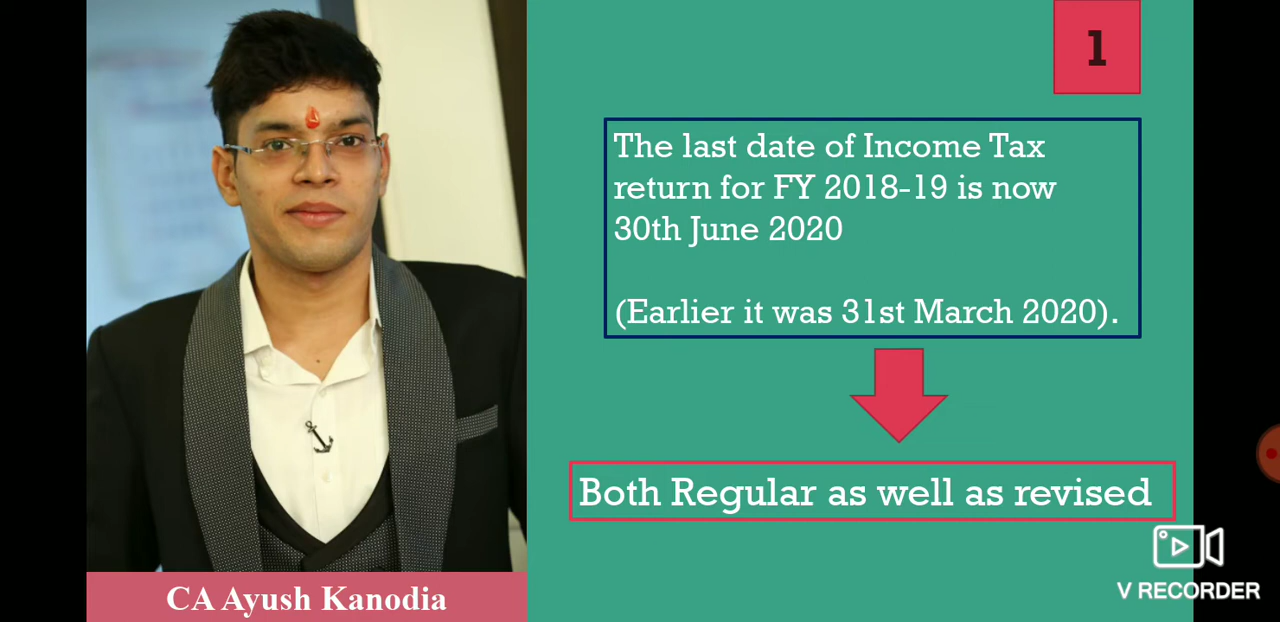 1
The last date of Income Tax
return for FY 2018-19 is now
30th June 2020
(Earlier it was 31st March 2020).
Both Regular as well as revised
CA Ayush Kanodia
V RECORDER